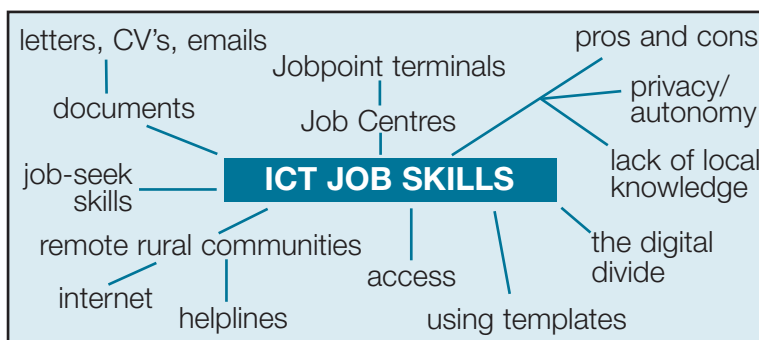 letters, CV's, emails
documents
job-seek
skills
remote rural communities
internet
helplines
Jobpoint terminals
Job Centres
ICT JOB SKILLS
access
using templates
pros and cons
privacy/
autonomy
lack of local
knowledge
the digital
divide